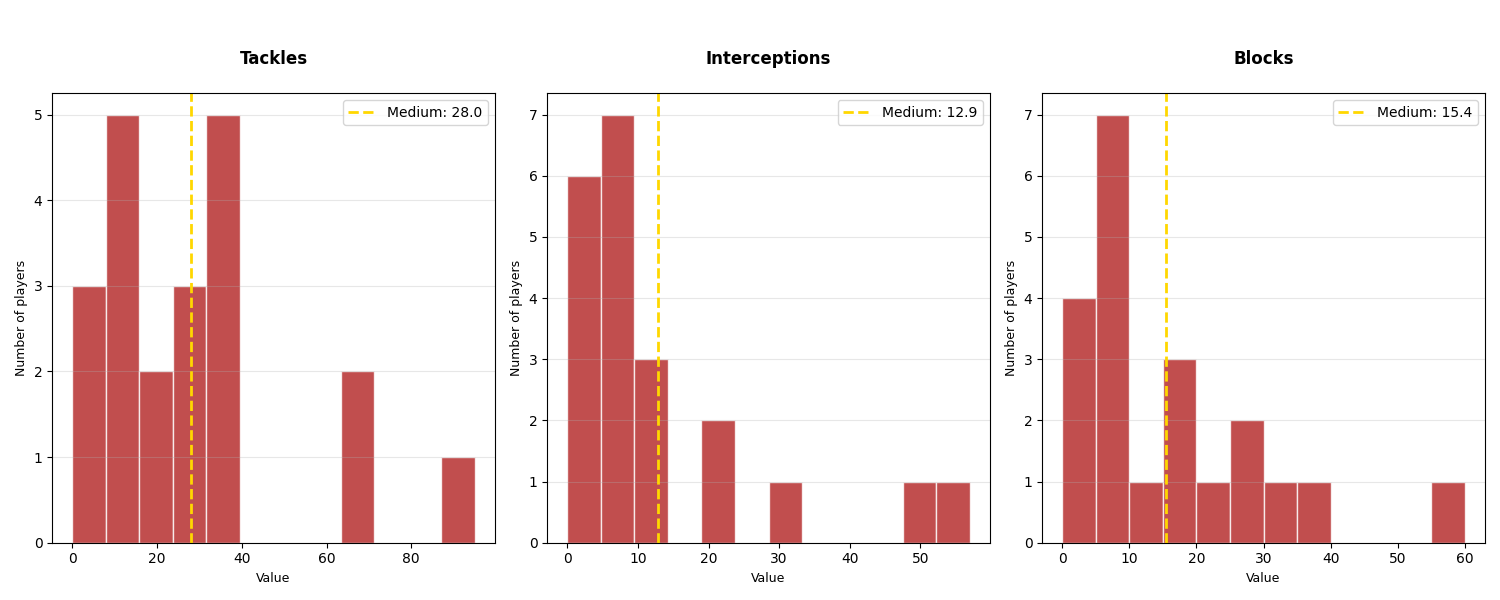 Tackles
Medium: 28.0
Number of players
5
4
3
2
1
0
0 20 40 60 80
Value
Interceptions
Medium: 12.9
Number of players
7
6
5
4
3
2
1
0
0 10 20 30 40 50
Value
Blocks
Medium: 15.4
Number of players
7
6
5
4
3
2
1
0
0 10 20 30 40 50 60
Value